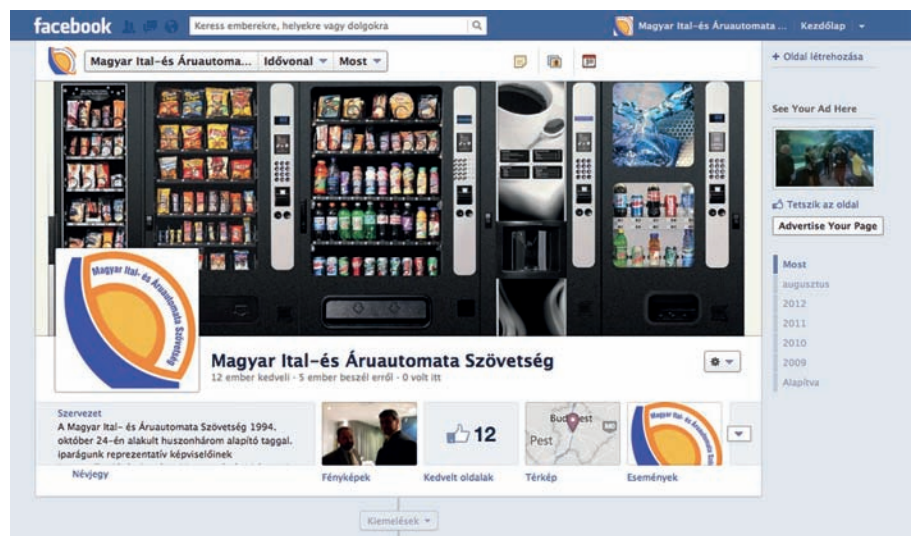 facebook
Keress emberekre, helyekre vagy dolgokra
Magyar Ital-és Áruautomata ...
Kezdőlap
Magyar Ital-és Áruautoma...
Idővonal
Most
+ Oldal létrehozása
See Your Ad Here
Tetszik az oldal
Advertise Your Page
Most
augusztus
2012
2011
2010
2009
Alapítva
Magyar Ital- és Áruautomata Szövetség
Magyar Ital-és Áruautomata Szövetség
12 ember kedveli · 5 ember beszél erről · 0 volt itt
Szervezet
A Magyar Ital- és Áruautomata Szövetség 1994.
október 24-én alakult huszonhárom alapító taggal.
iparágunk reprezentatív képviselőinek
Névjegy
Fényképek
12
Kedvelt oldalak
Budapest
Pest
M0
Térkép
Magyar Ital- és Áruautomata Szövetség
Események
Kiemelések